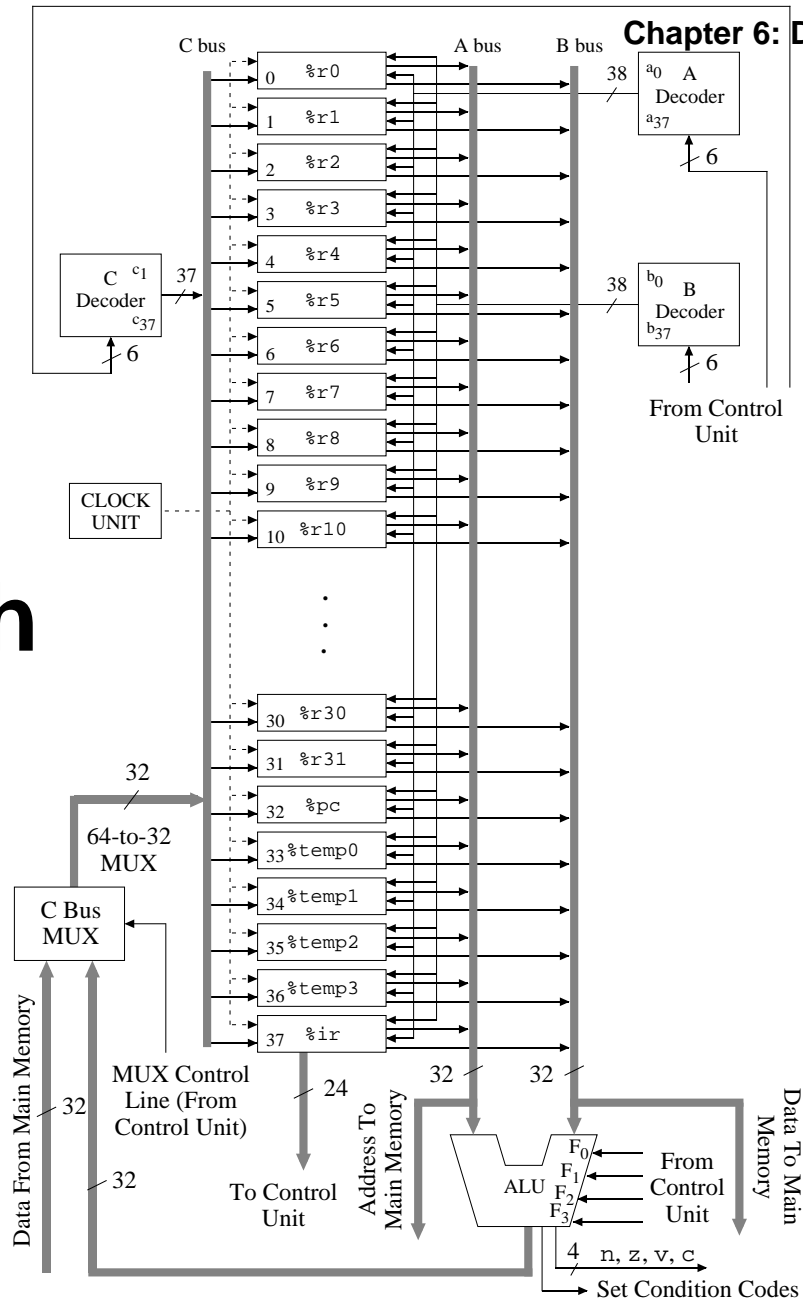 Chapter 6: D
C bus
A bus
B bus
0 %r0
1 %r1
2 %r2
3 %r3
4 %r4
5 %r5
6 %r6
7 %r7
8 %r8
9 %r9
10 %r10
30 %r30
31 %r31
32 %pc
33 %temp0
34 %temp1
35 %temp2
36 %temp3
37 %ir
38
a0 A
Decoder
a37
6
38
b0 B
Decoder
b37
6
From Control
Unit
C c1
Decoder
c37
37
6
CLOCK
UNIT
n
32
64-to-32
MUX
C Bus
MUX
Data From Main Memory
32
32
MUX Control
Line (From
Control Unit)
24
To Control
Unit
32
32
Address To
Main Memory
Data To Main
Memory
ALU
F0
F1
F2
F3
From
Control
Unit
4
n, z, v, c
Set Condition Codes